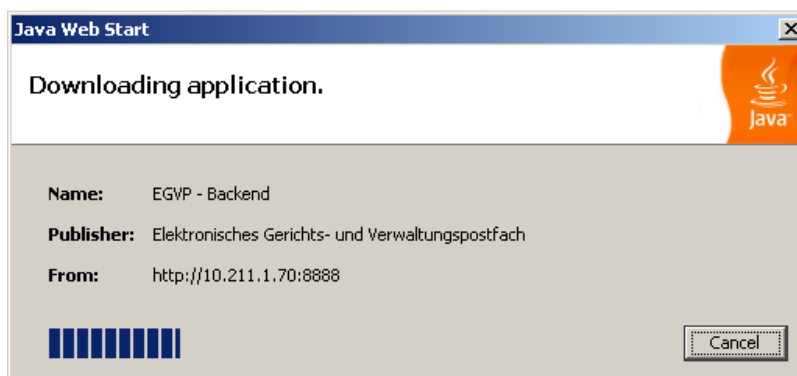 Java Web Start
Downloading application.
Java™
Name: EGVP - Backend
Publisher: Elektronisches Gerichts- und Verwaltungspostfach
From: http://10.211.1.70:8888
Cancel